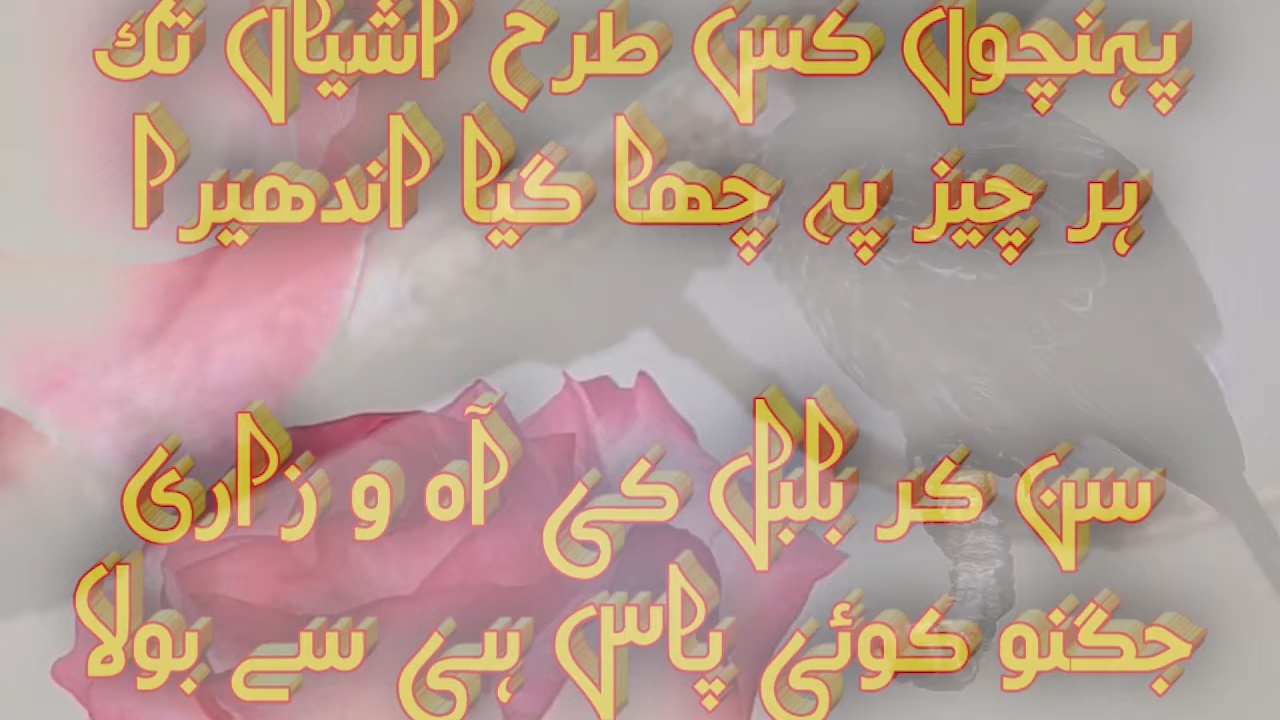 پہنچوں کس طرح آشیاں تک
ہر چیز پہ چھا گیا اندھیرا
سن کر بلبل کی آہ و زاری
جگنو کوئی پاس ہی سے بولا